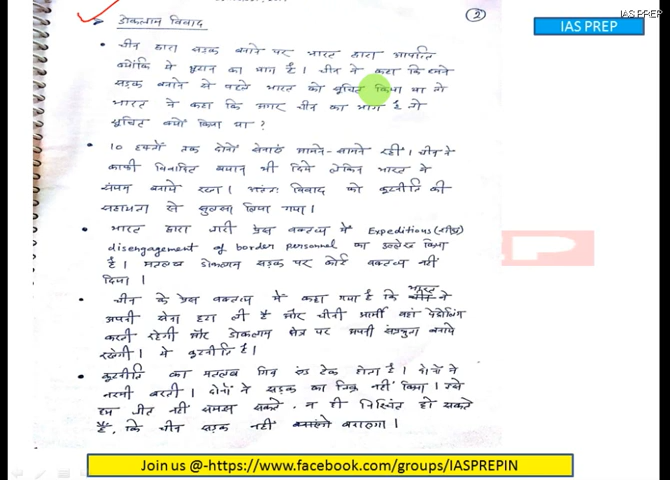 IAS PREP
IAS PREP
2
डोकलाम विवाद
चीन द्वारा सड़क बनाने पर भारत द्वारा आपत्ति
क्योंकि ये भूटान का भाग है। चीन ने कहा कि हमने
सड़क बनाने से पहले भारत को सूचित किया था तो
भारत ने कहा कि अगर चीन का भाग है तो
सूचित क्यों किया था?
10 हफ्तों तक दोनों सेनाएं आमने-सामने रहीं। चीन ने
काफी विवादित बयान भी दिये लेकिन भारत ने
संयम बनाये रखा। अन्ततः विवाद को कूटनीति की
सहायता से सुलझा लिया गया।
भारत द्वारा जारी प्रेस वक्तव्य में Expeditious (शीघ्र)
disengagement of border personnel का उल्लेख किया
है। मतलब डोकलाम सड़क पर कोई वक्तव्य नहीं
दिया।
चीन के प्रेस वक्तव्य में कहा गया है कि भारत ने
अपनी सेना हटा ली है और चीनी आर्मी वहां पेट्रोलिंग
करती रहेगी और डोकलाम क्षेत्र पर अपनी संप्रभुता बनाये
रखेगी। ये कूटनीति है।
कूटनीति का मतलब गिव एंड टेक होता है। दोनों ने
नरमी बरती। दोनों ने सड़क का जिक्र नहीं किया। इसे
हम जीत नहीं समझ सकते, न ही निश्चिंत हो सकते
हैं, कि चीन सड़क नहीं बनाएगा।
Join us @-https://www.facebook.com/groups/IASPREPIN